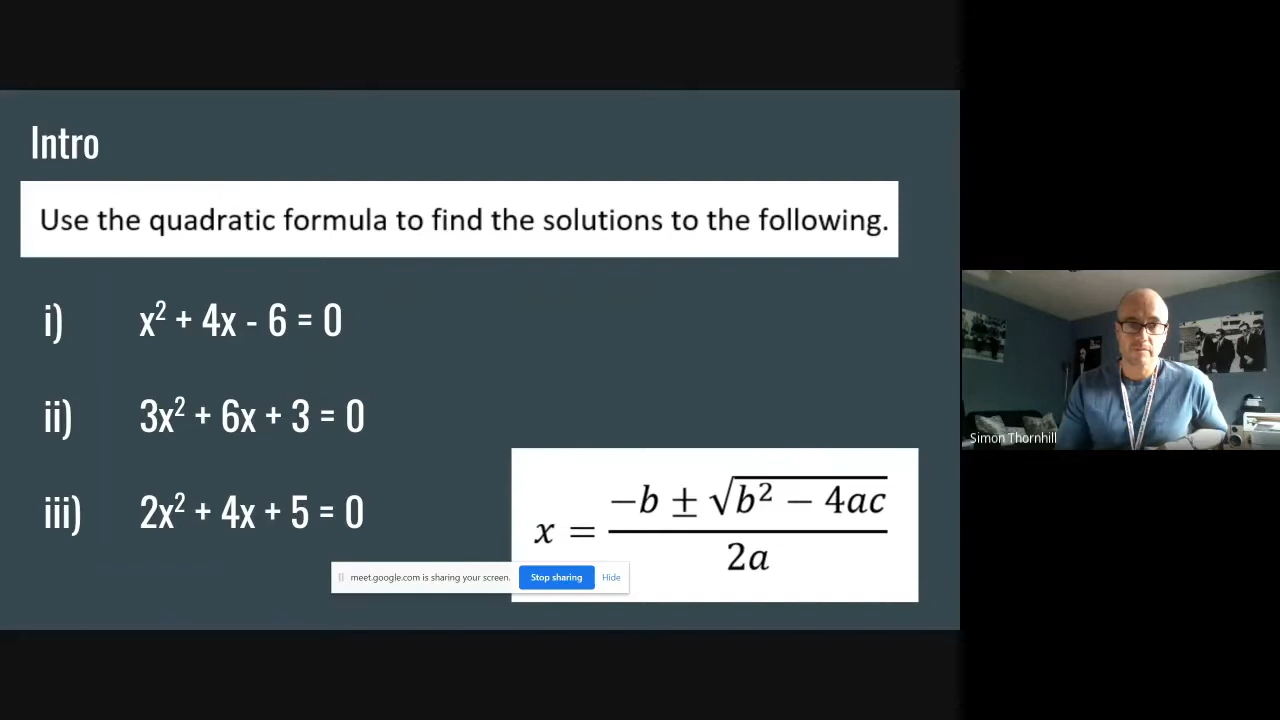 Intro
Use the quadratic formula to find the solutions to the following.
i) x² + 4x - 6 = 0
ii) 3x² + 6x + 3 = 0
iii) 2x² + 4x + 5 = 0
x = −b ± √b² − 4ac / 2a
meet.google.com is sharing your screen. Stop sharing Hide
Simon Thornhill